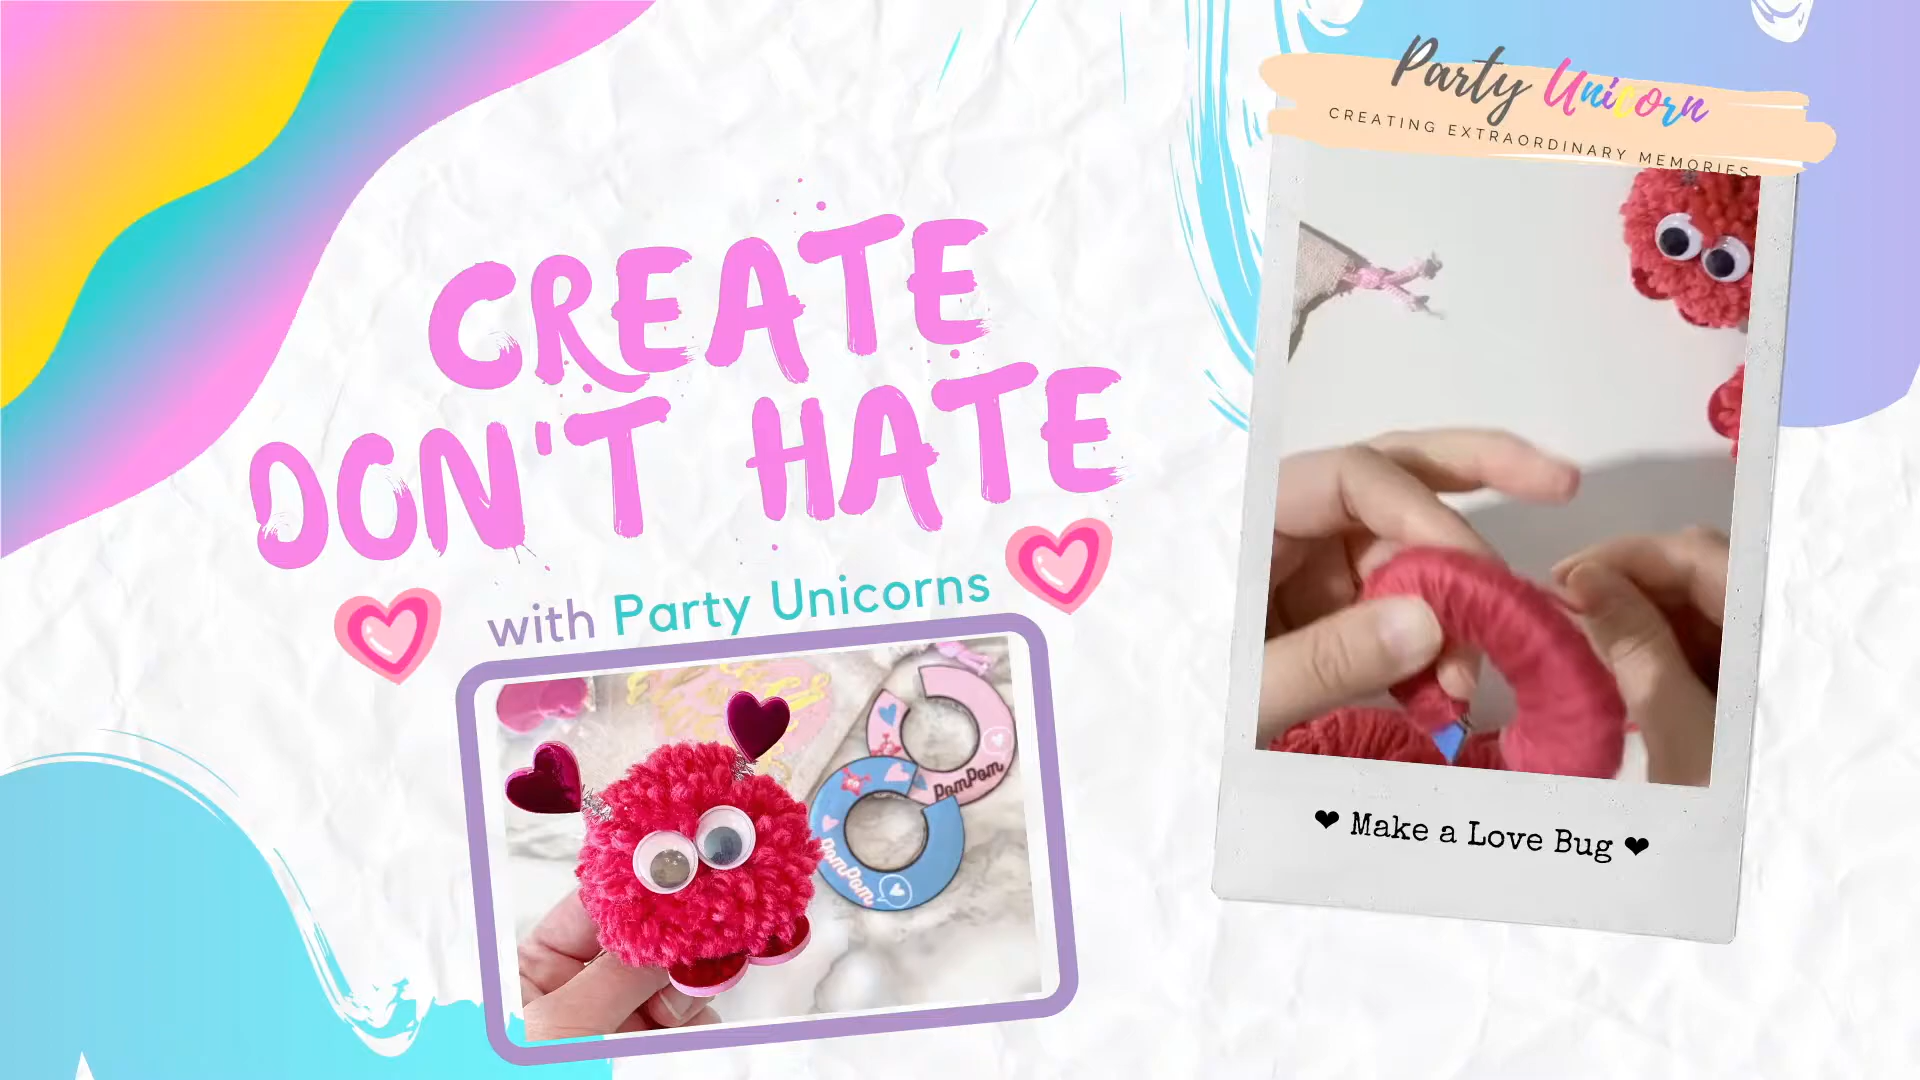 CREATE
DON'T HATE
with Party Unicorns
PomPom
PomPom
Party Unicorn
CREATING EXTRAORDINARY MEMORIES
❤ Make a Love Bug ❤